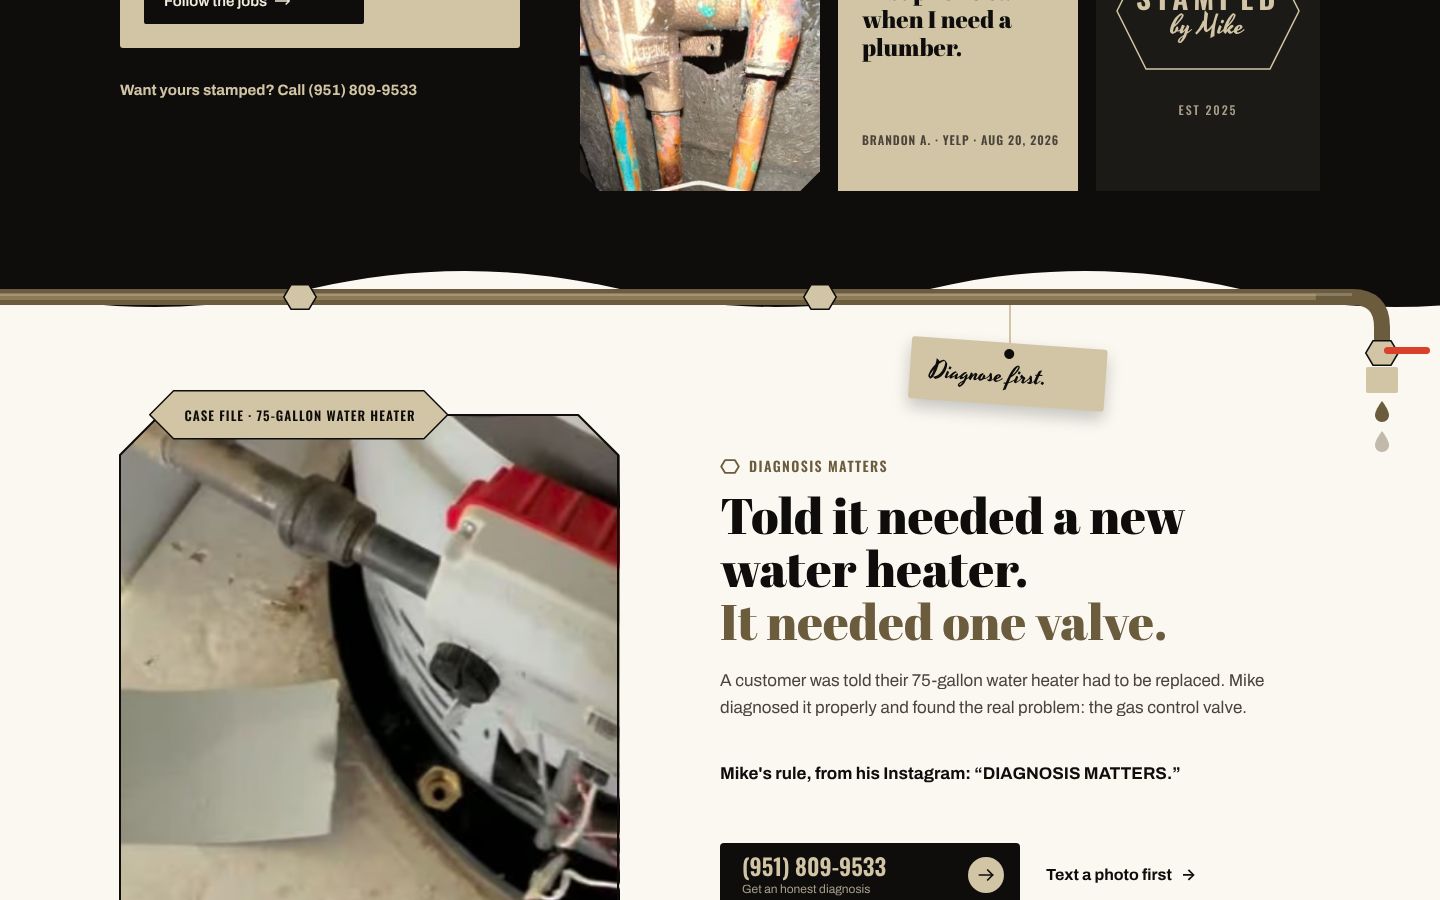 Follow the jobs →
Want yours stamped? Call (951) 809-9533
when I need a
plumber.
BRANDON A. · YELP · AUG 20, 2026
STAMPED
by Mike
EST 2025
Diagnose first.
CASE FILE · 75-GALLON WATER HEATER
DIAGNOSIS MATTERS
Told it needed a new
water heater.
It needed one valve.
A customer was told their 75-gallon water heater had to be replaced. Mike
diagnosed it properly and found the real problem: the gas control valve.
Mike's rule, from his Instagram: “DIAGNOSIS MATTERS.”
(951) 809-9533
Get an honest diagnosis
→
Text a photo first →